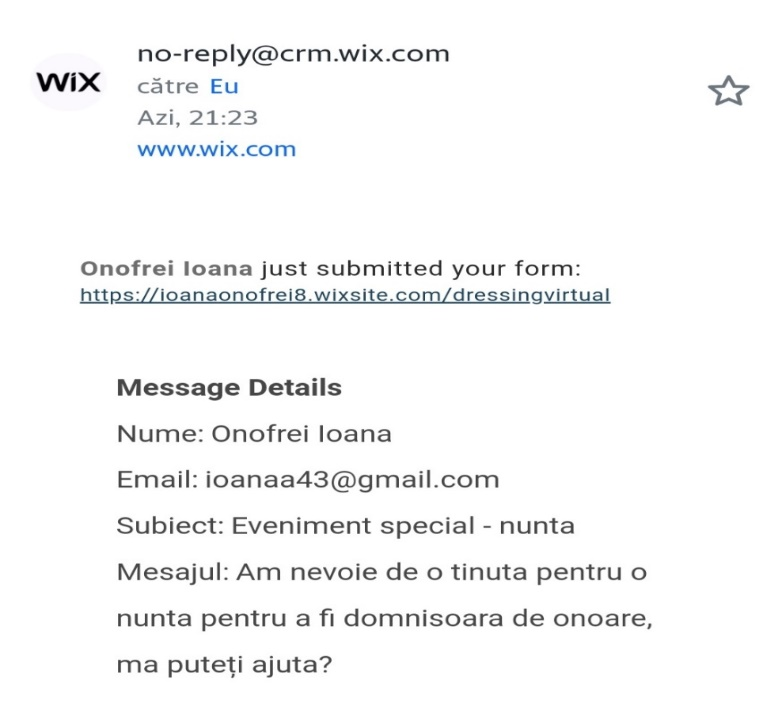 no-reply@crm.wix.com
WiX
către Eu
Azi, 21:23
www.wix.com
Onofrei Ioana just submitted your form:
https://ioanaonofrei8.wixsite.com/dressingvirtual
Message Details
Nume: Onofrei Ioana
Email: ioanaa43@gmail.com
Subiect: Eveniment special - nunta
Mesajul: Am nevoie de o tinuta pentru o
nunta pentru a fi domnisoara de onoare,
ma puteți ajuta?